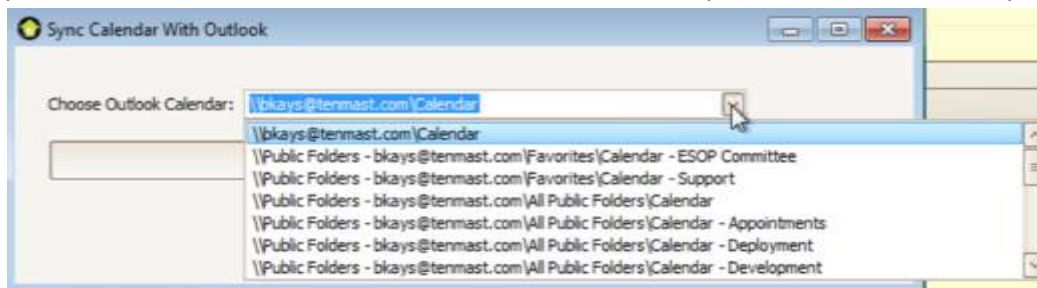 Sync Calendar With Outlook
Choose Outlook Calendar: \\bkays@tenmast.com\Calendar
\\bkays@tenmast.com\Calendar
\\Public Folders - bkays@tenmast.com\Favorites\Calendar - ESOP Committee
\\Public Folders - bkays@tenmast.com\Favorites\Calendar - Support
\\Public Folders - bkays@tenmast.com\All Public Folders\Calendar
\\Public Folders - bkays@tenmast.com\All Public Folders\Calendar - Appointments
\\Public Folders - bkays@tenmast.com\All Public Folders\Calendar - Deployment
\\Public Folders - bkays@tenmast.com\All Public Folders\Calendar - Development